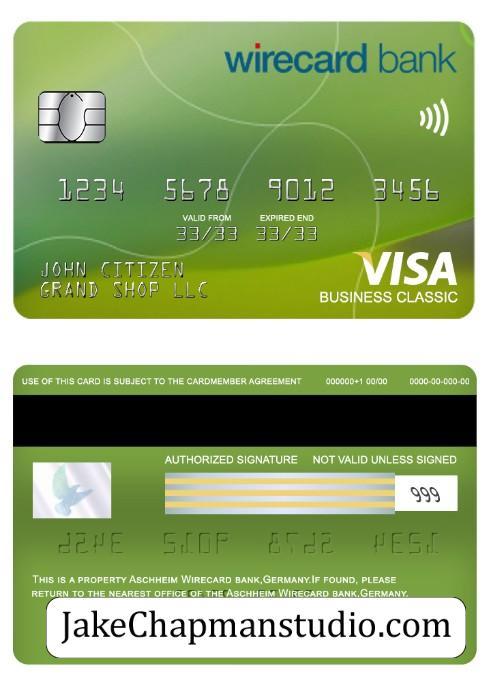 wirecard bank
1234 5678 9012 3456
VALID FROM EXPIRED END
33/33 33/33
JOHN CITIZEN
GRAND SHOP LLC
VISA
BUSINESS CLASSIC
USE OF THIS CARD IS SUBJECT TO THE CARDMEMBER AGREEMENT 000000+1 00/00 0000-00-000-00
AUTHORIZED SIGNATURE NOT VALID UNLESS SIGNED
999
THIS IS A PROPERTY ASCHHEIM WIRECARD BANK,GERMANY.IF FOUND, PLEASE
RETURN TO THE NEAREST OFFICE OF THE ASCHHEIM WIRECARD BANK,GERMANY.
JakeChapmanstudio.com